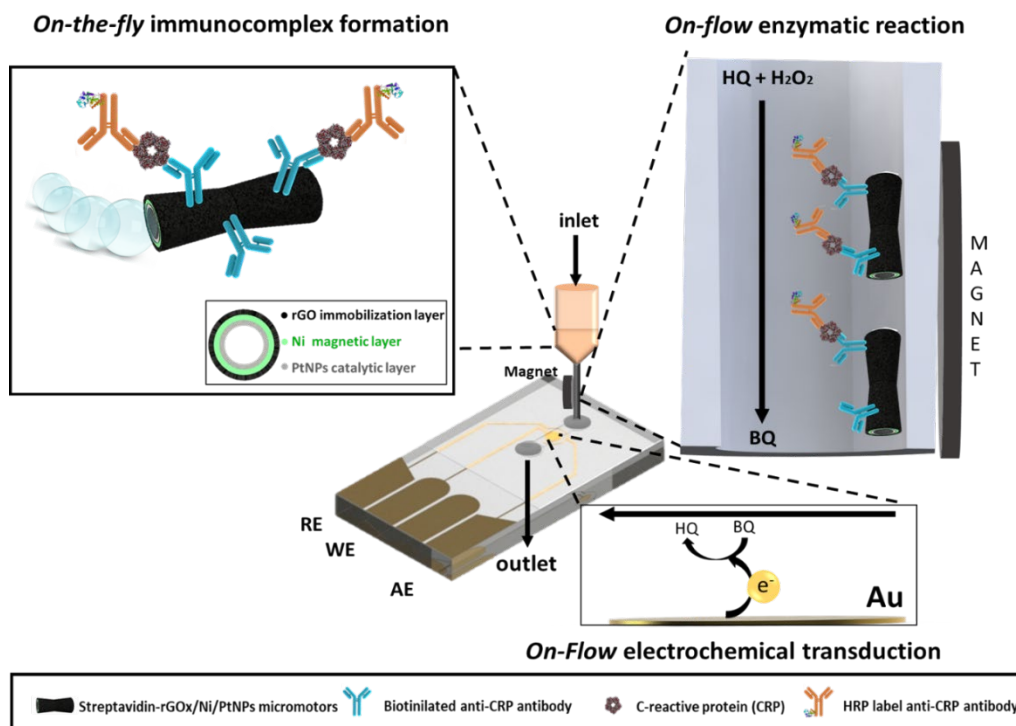 On-the-fly immunocomplex formation
On-flow enzymatic reaction
rGO immobilization layer
Ni magnetic layer
PtNPs catalytic layer
HQ + H₂O₂
BQ
MAGNET
inlet
Magnet
RE
WE
AE
outlet
HQ
BQ
e⁻
Au
On-Flow electrochemical transduction
Streptavidin-rGOx/Ni/PtNPs micromotors
Biotinilated anti-CRP antibody
C-reactive protein (CRP)
HRP label anti-CRP antibody